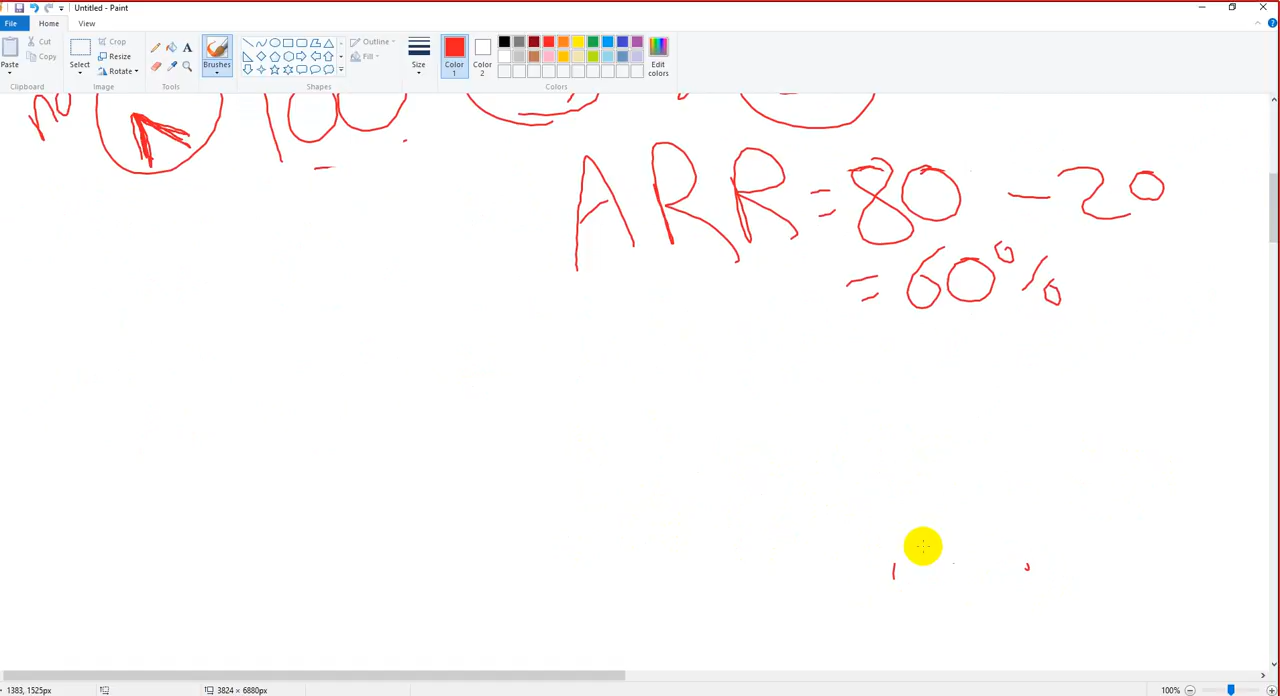 Untitled - Paint
File Home View
Paste
Cut
Copy
Clipboard
Select
Crop
Resize
Rotate
Image
Tools
Brushes
Shapes
Outline
Fill
Size
Color 1
Color 2
Edit colors
Colors
100
ARR = 80 - 20
= 60%
1383, 1525px
3824 × 6880px
100%